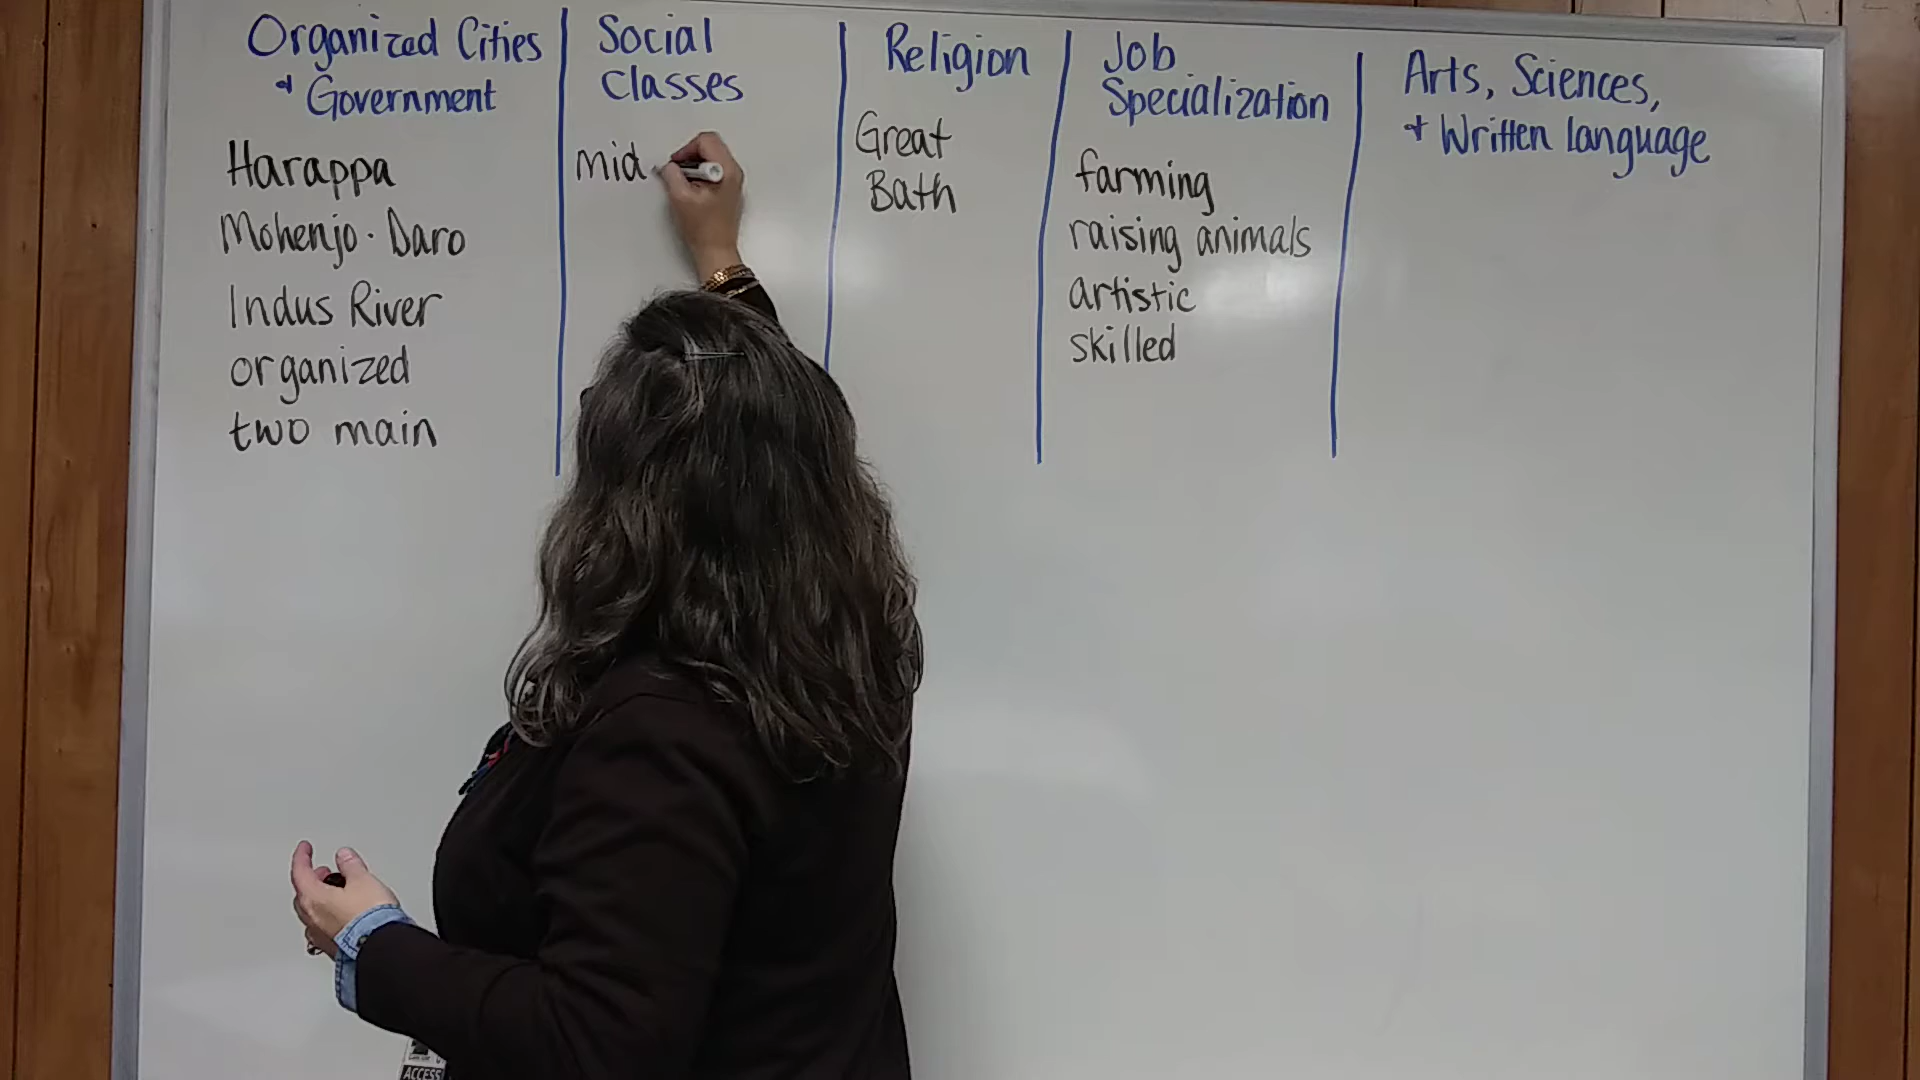 Organized Cities
+ Government
Harappa
Mohenjo-Daro
Indus River
organized
two main
Social
Classes
mid
Religion
Great
Bath
Job
Specialization
farming
raising animals
artistic
skilled
Arts, Sciences,
+ Written language
ACCESS